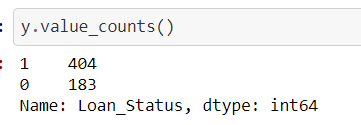 y.value_counts()
1    404
0    183
Name: Loan_Status, dtype: int64